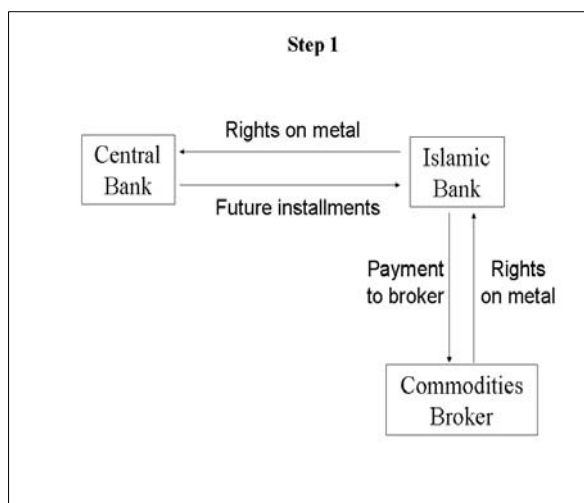 Step 1
Rights on metal
Central
Bank
Islamic
Bank
Future installments
Payment
to broker
Rights
on metal
Commodities
Broker